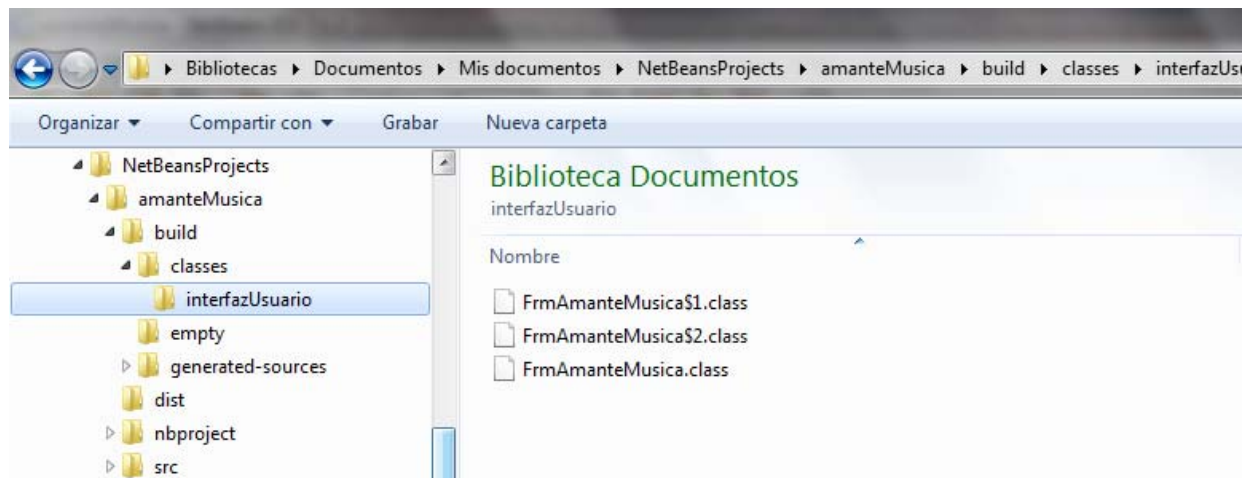 Bibliotecas Documentos Mis documentos NetBeansProjects amanteMusica build classes interfazUs
Organizar Compartir con Grabar Nueva carpeta
NetBeansProjects
amanteMusica
build
classes
interfazUsuario
empty
generated-sources
dist
nbproject
src
Biblioteca Documentos
interfazUsuario
Nombre
FrmAmanteMusica$1.class
FrmAmanteMusica$2.class
FrmAmanteMusica.class